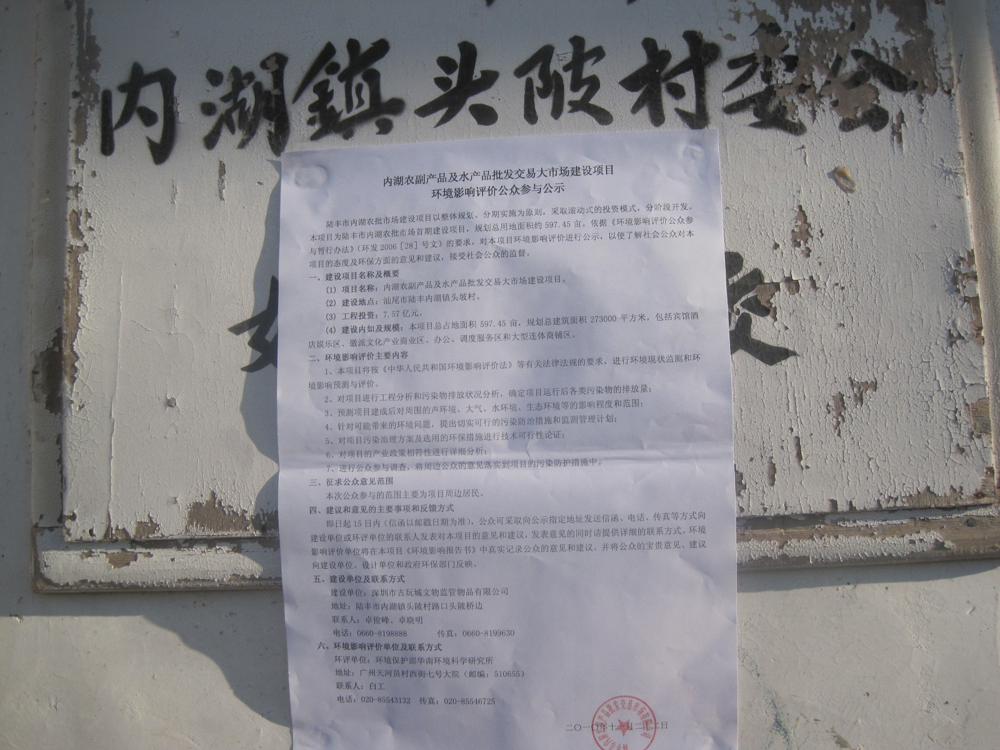 内湖鎮头陂村委公
内湖农副产品及水产品批发交易大市场建设项目
环境影响评价公众参与公示
陆丰市内湖农批市场建设项目以整体规划、分期实施为原则，采取滚动式的投资模式，分阶段开发。
本项目为陆丰市内湖农批市场首期建设项目，规划总用地面积约 597.45 亩。依据《环境影响评价公众参
与暂行办法》（环发 2006［28］号文）的要求，对本项目环境影响评价进行公示，以便了解社会公众对本
项目的态度及环保方面的意见和建议，接受社会公众的监督。
一、建设项目名称及概要
(1) 项目名称：内湖农副产品及水产品批发交易大市场建设项目。
(2) 建设地点：汕尾市陆丰内湖镇头坡村。
(3) 工程投资：7.57 亿元。
(4) 建设内如及规模：本项目总占地面积 597.45 亩，规划总建筑面积 273000 平方米，包括宾馆酒
店娱乐区、徽派文化产业商业区、办公、调度服务区和大型连体商铺区。
二、环境影响评价主要内容
1、本项目将按《中华人民共和国环境影响评价法》等有关法律法规的要求，进行环境现状监测和环
境影响预测与评价。
2、对项目进行工程分析和污染物排放状况分析，确定项目运行后各类污染物的排放量；
3、预测项目建成后对周围的声环境、大气、水环境、生态环境等的影响程度和范围；
4、针对可能带来的环境问题，提出切实可行的污染防治措施和监测管理计划；
5、对项目污染治理方案及选用的环保措施进行技术可行性论证；
6、对项目的产业政策相符性进行详细分析；
7、进行公众参与调查，将周边公众的意见落实到项目的污染防护措施中。
三、征求公众意见范围
本次公众参与的范围主要为项目周边居民。
四、建议和意见的主要事项和反馈方式
即日起 15 日内（信函以邮戳日期为准），公众可采取向公示指定地址发送信函、电话、传真等方式向
建设单位或环评单位的联系人发表对本项目的意见和建议，发表意见的同时请提供详细的联系方式。环境
影响评价单位将在本项目《环境影响报告书》中真实记录公众的意见和建议，并将公众的宝贵意见、建议
向建设单位、设计单位和政府环保部门反映。
五、建设单位及联系方式
建设单位：深圳市古玩城文物监管物品有限公司
地址：陆丰市内湖镇头陂村路口头陂桥边
联系人：卓俊峰、卓晓明
电话：0660-8198888 传真：0660-8199630
六、环境影响评价单位及联系方式
环评单位：环境保护部华南环境科学研究所
地址：广州天河员村西街七号大院（邮编：510655）
联系人：白工
电话：020-85543132 传真：020-85546725
二〇一〇年十一月二十二日